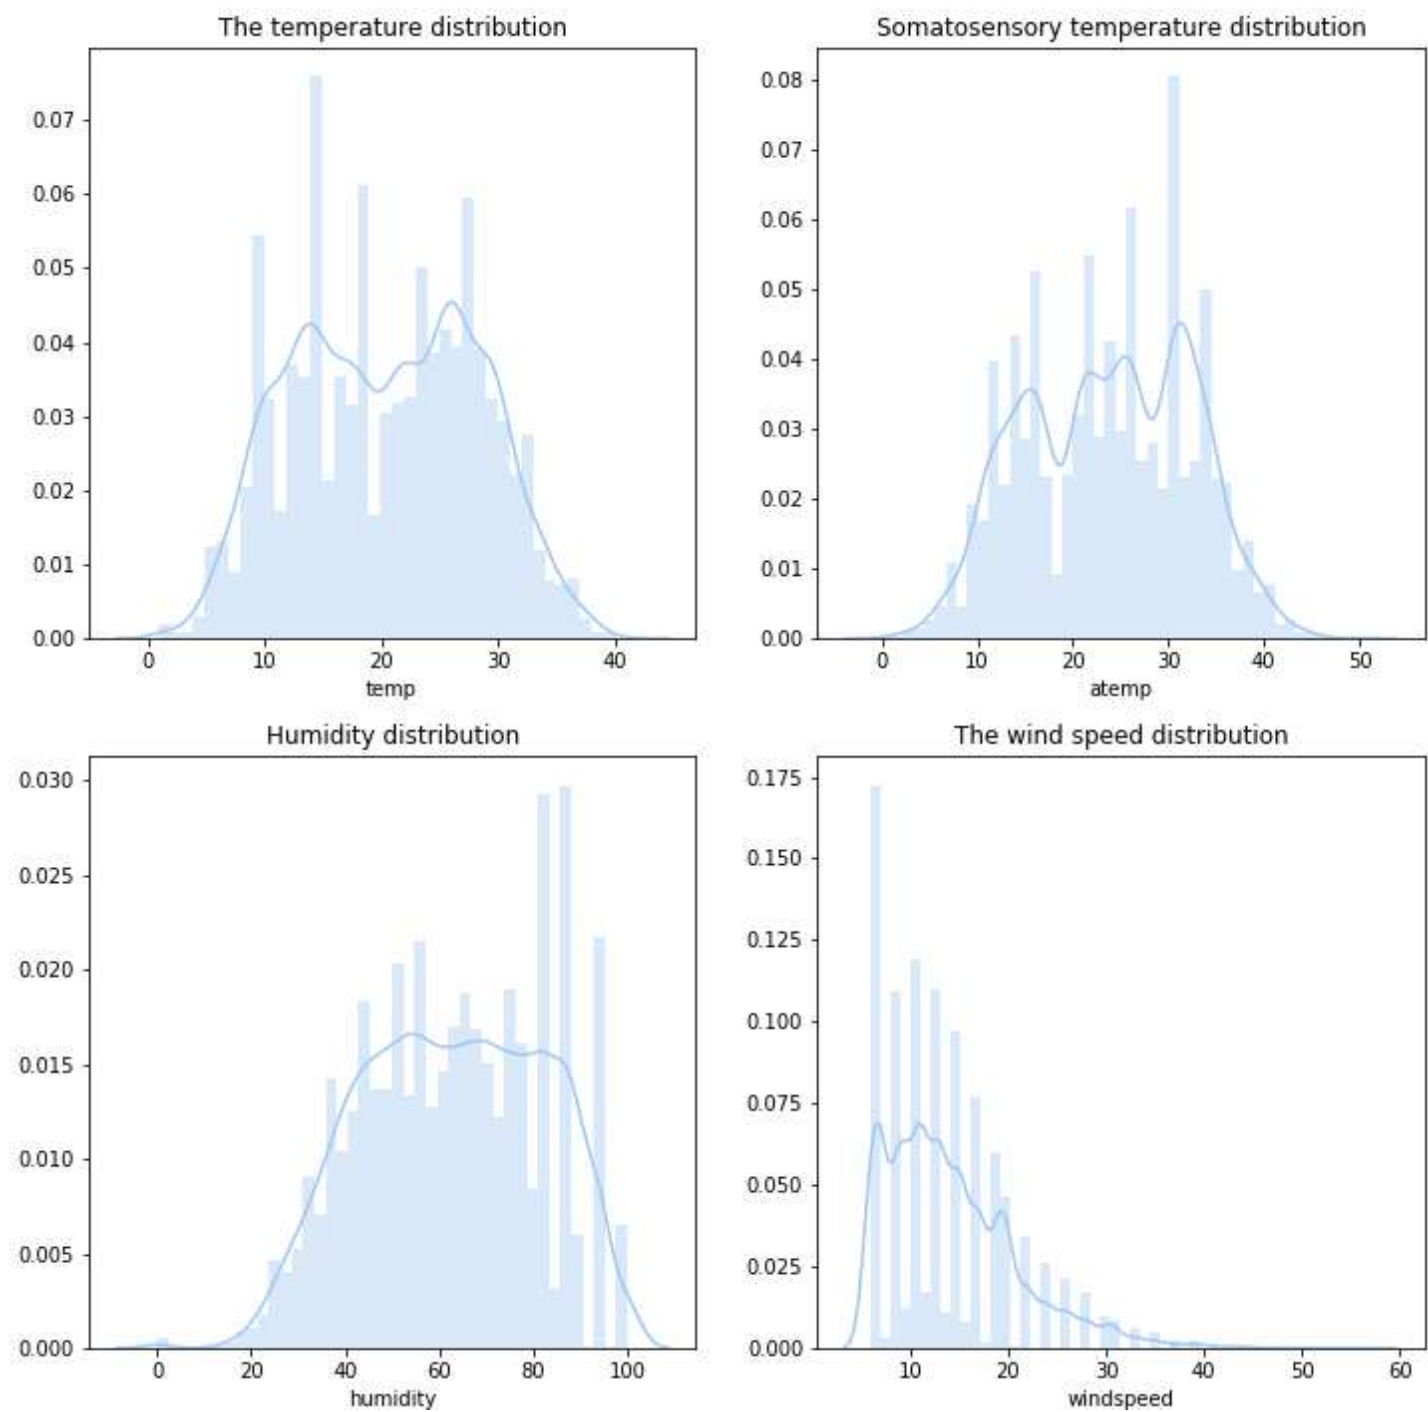 The temperature distribution
0.07
0.06
0.05
0.04
0.03
0.02
0.01
0.00
0 10 20 30 40
temp
Somatosensory temperature distribution
0.08
0.07
0.06
0.05
0.04
0.03
0.02
0.01
0.00
0 10 20 30 40 50
atemp
Humidity distribution
0.030
0.025
0.020
0.015
0.010
0.005
0.000
0 20 40 60 80 100
humidity
The wind speed distribution
0.175
0.150
0.125
0.100
0.075
0.050
0.025
0.000
10 20 30 40 50 60
windspeed